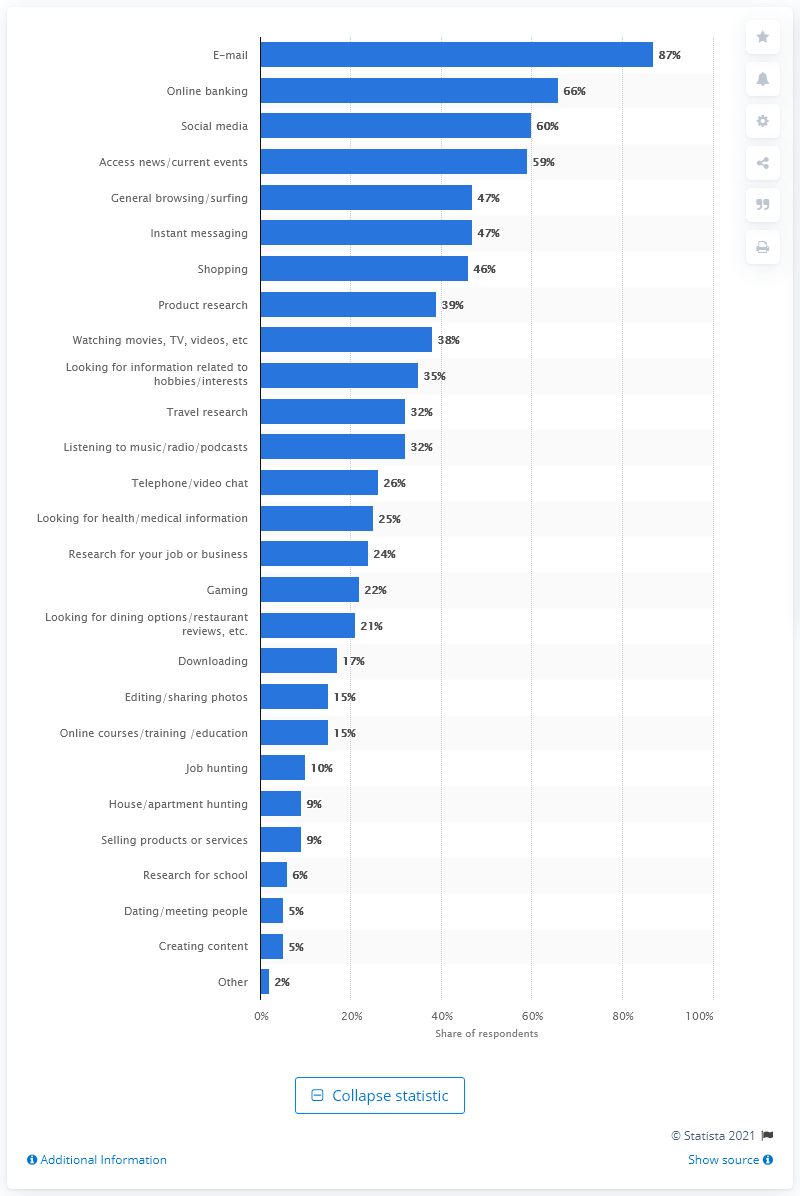 E-mail 87%
Online banking 66%
Social media 60%
Access news/current events 59%
General browsing/surfing 47%
Instant messaging 47%
Shopping 46%
Product research 39%
Watching movies, TV, videos, etc 38%
Looking for information related to
hobbies/interests 35%
Travel research 32%
Listening to music/radio/podcasts 32%
Telephone/video chat 26%
Looking for health/medical information 25%
Research for your job or business 24%
Gaming 22%
Looking for dining options/restaurant
reviews, etc. 21%
Downloading 17%
Editing/sharing photos 15%
Online courses/training /education 15%
Job hunting 10%
House/apartment hunting 9%
Selling products or services 9%
Research for school 6%
Dating/meeting people 5%
Creating content 5%
Other 2%
0% 20% 40% 60% 80% 100%
Share of respondents
Collapse statistic
© Statista 2021
Additional Information Show source